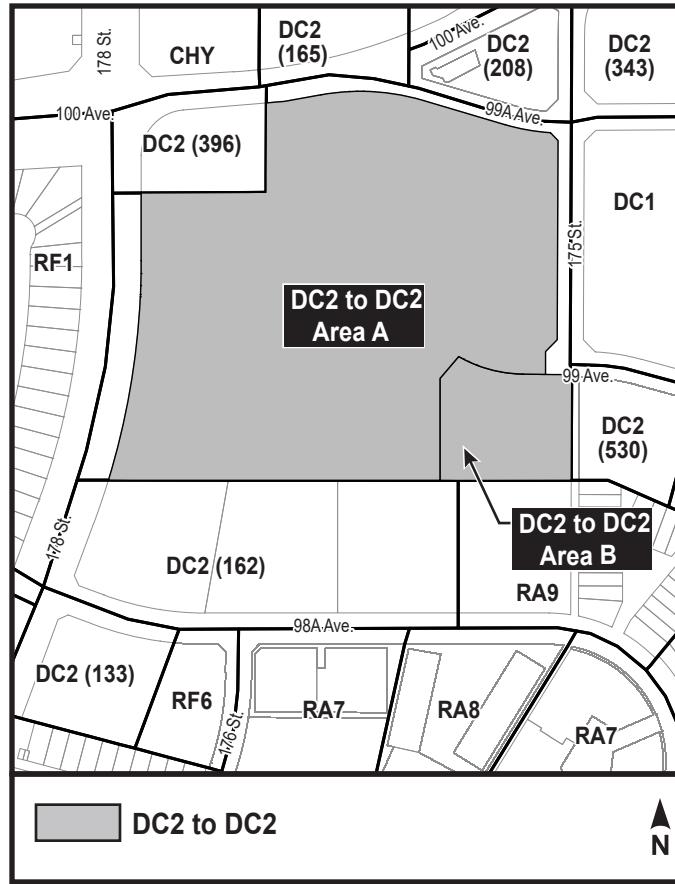 178 St.
CHY
DC2
(165)
100 Ave.
DC2
(208)
DC2
(343)
100 Ave.
99A Ave.
DC2 (396)
DC1
175 St.
RF1
DC2 to DC2
Area A
99 Ave.
DC2
(530)
DC2 to DC2
Area B
178 St.
DC2 (162)
RA9
98A Ave.
DC2 (133)
RF6
176 St.
RA7
RA8
RA7
DC2 to DC2
N